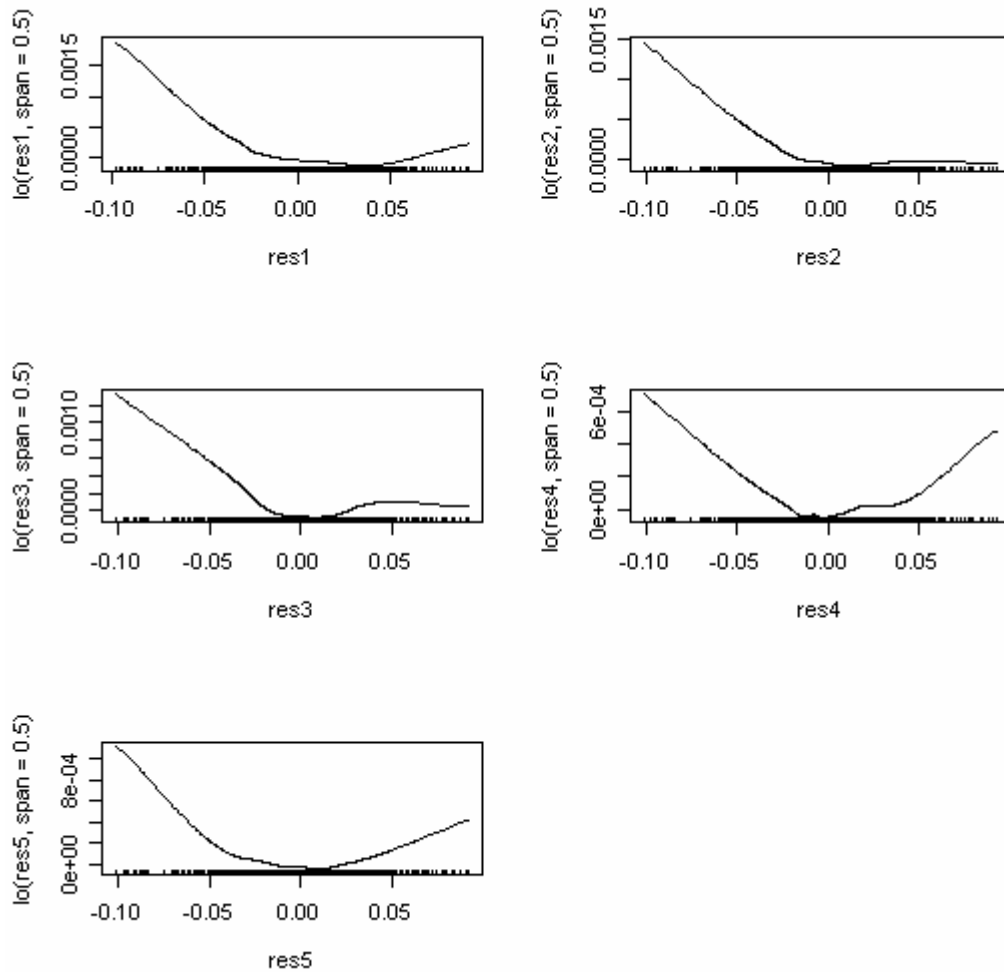 lo(res1, span = 0.5)
0.0015
0.0000
-0.10 -0.05 0.00 0.05
res1
lo(res2, span = 0.5)
0.0015
0.0000
-0.10 -0.05 0.00 0.05
res2
lo(res3, span = 0.5)
0.0010
0.0000
-0.10 -0.05 0.00 0.05
res3
lo(res4, span = 0.5)
6e-04
0e+00
-0.10 -0.05 0.00 0.05
res4
lo(res5, span = 0.5)
8e-04
0e+00
-0.10 -0.05 0.00 0.05
res5